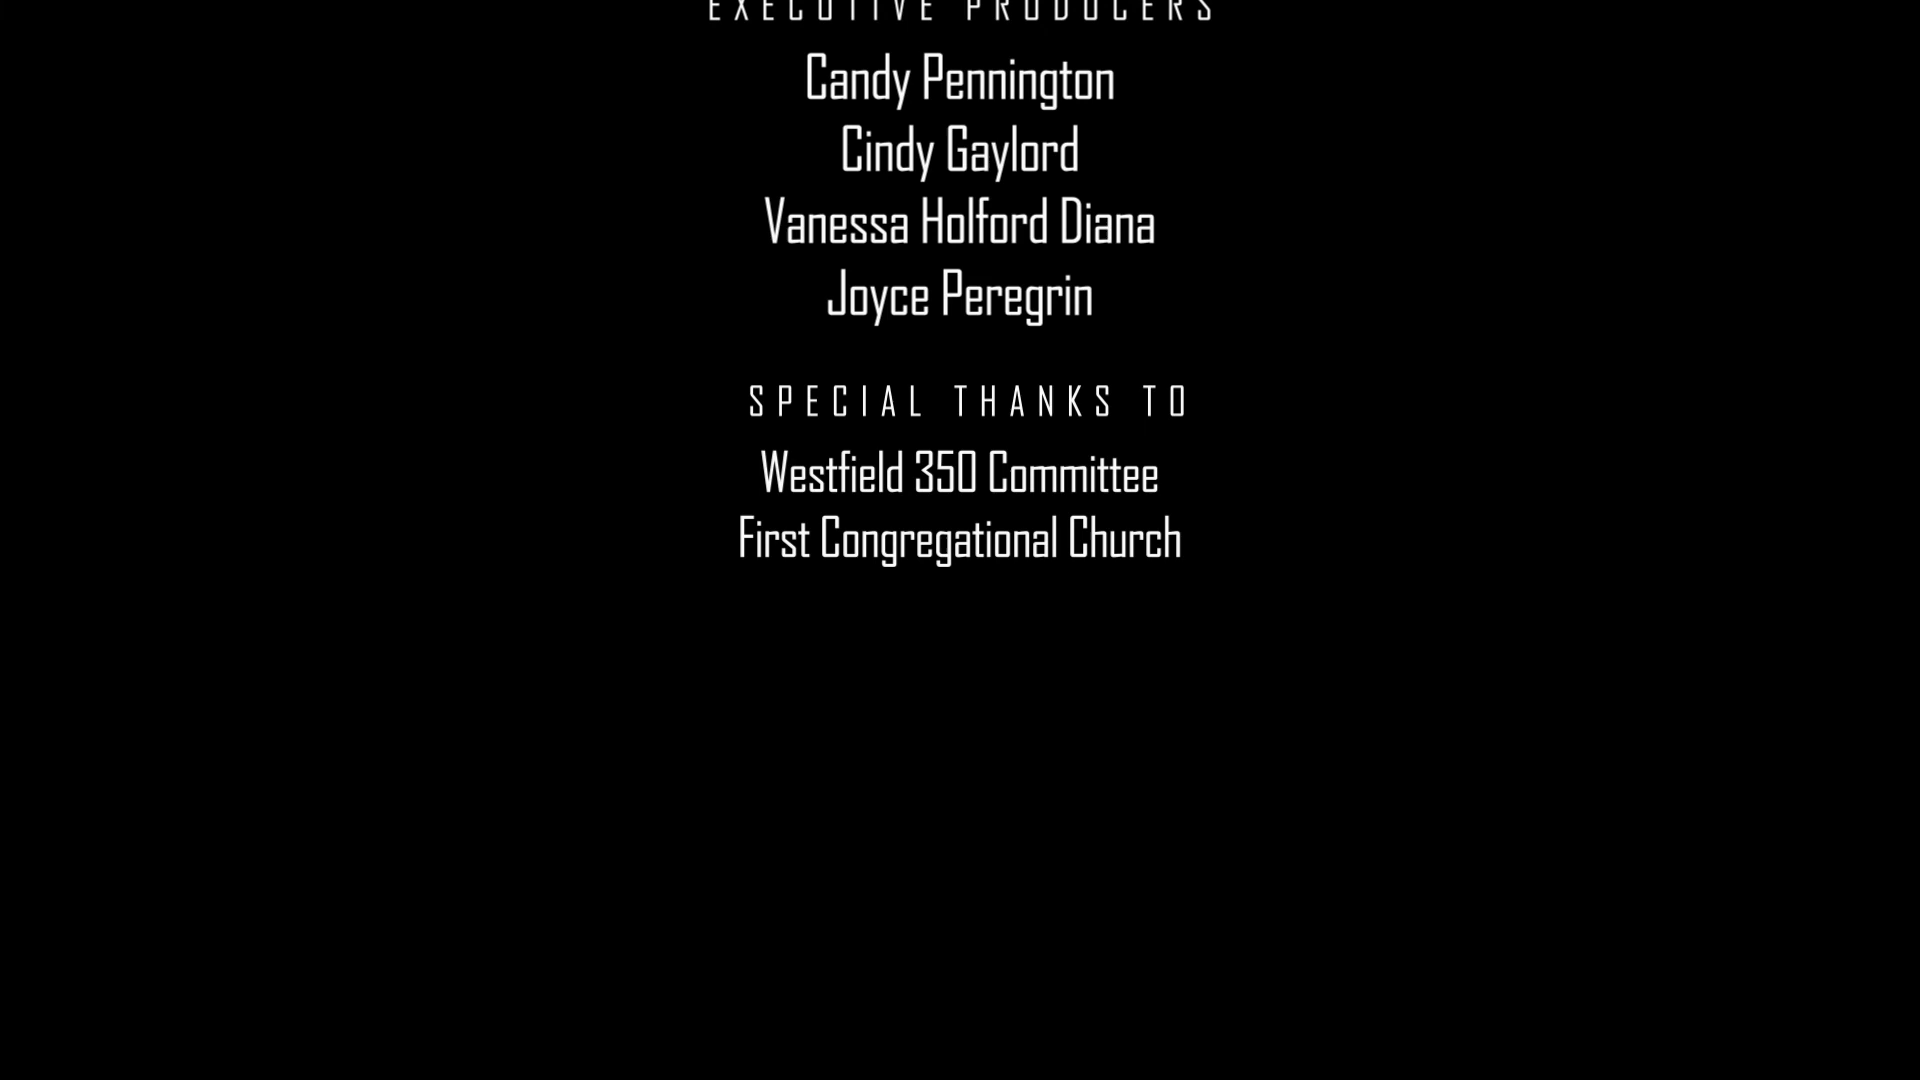 EXECUTIVE PRODUCERS
Candy Pennington
Cindy Gaylord
Vanessa Holford Diana
Joyce Peregrin
SPECIAL THANKS TO
Westfield 350 Committee
First Congregational Church